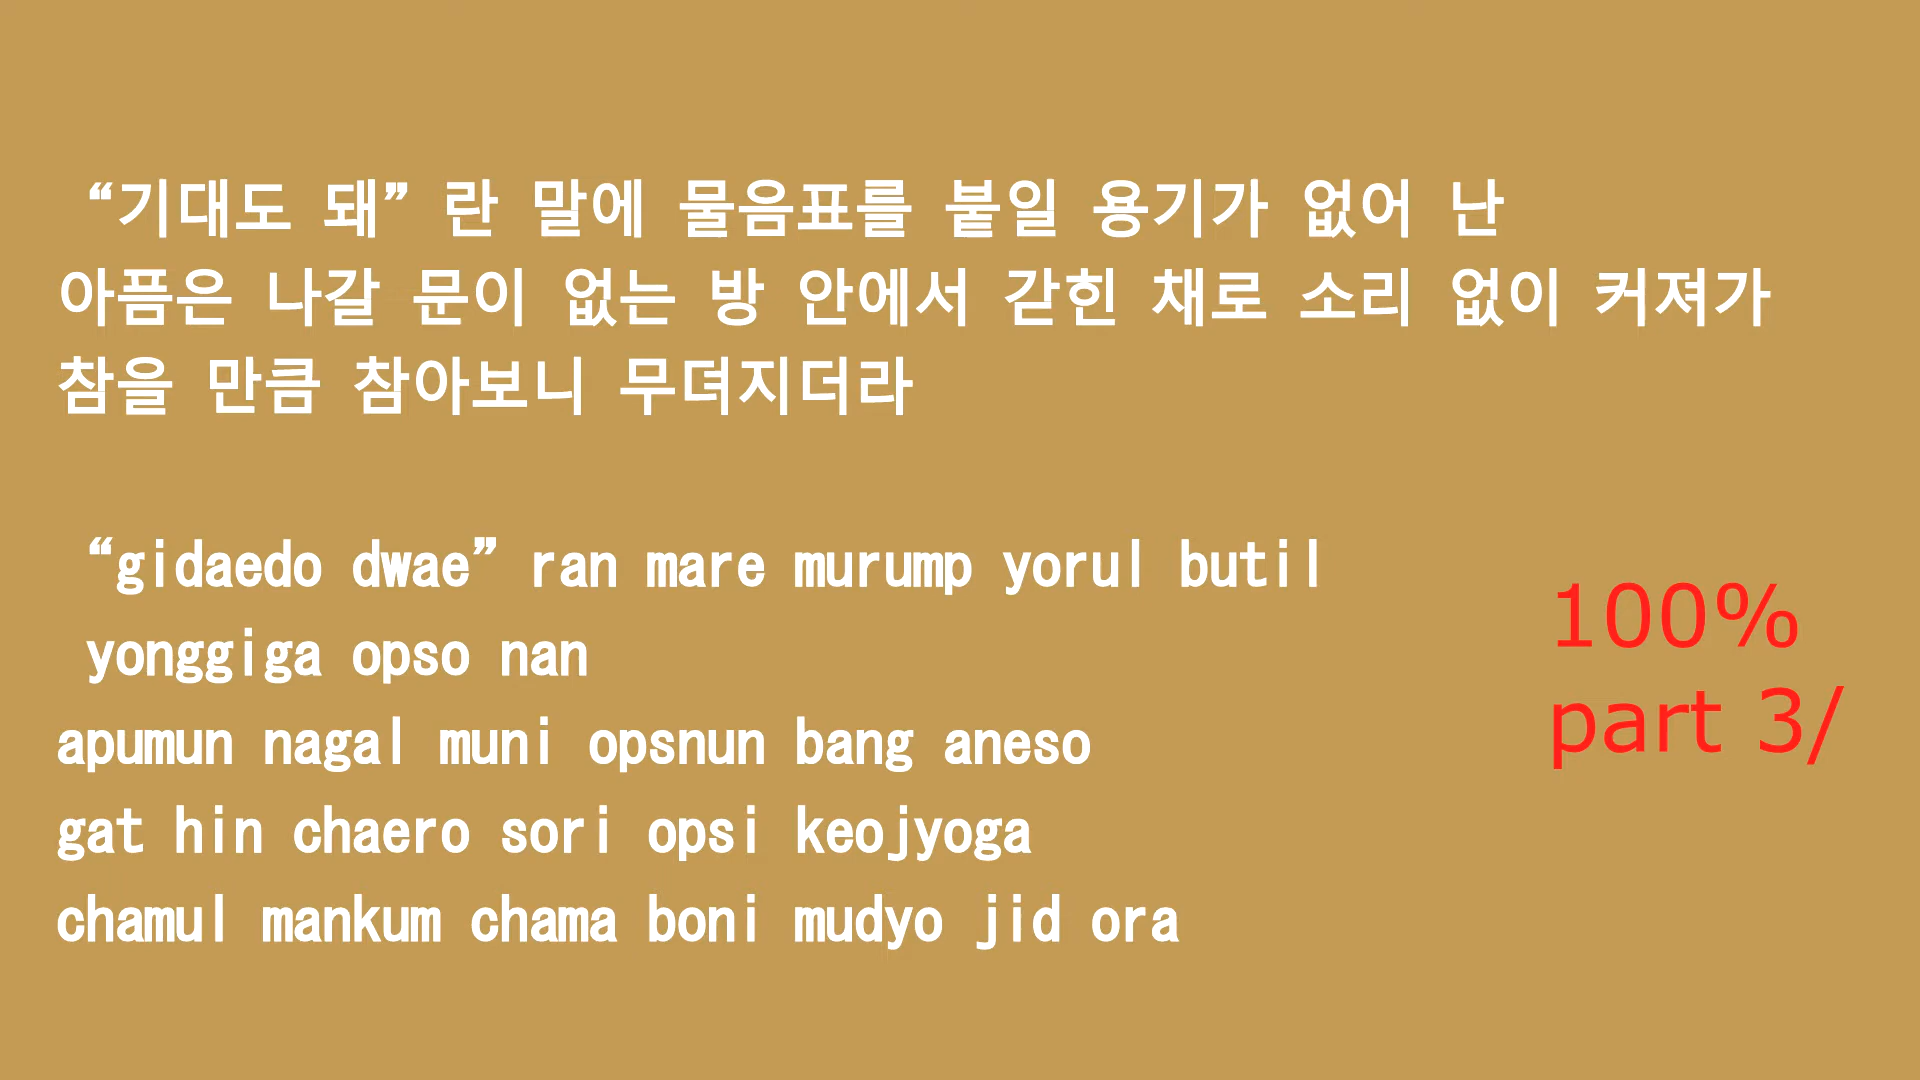 “기대도 돼”란 말에 물음표를 붙일 용기가 없어 난
아픔은 나갈 문이 없는 방 안에서 갇힌 채로 소리 없이 커져가
참을 만큼 참아보니 무뎌지더라
“gidaedo dwae”ran mare murump yorul butil
yonggiga opso nan
apumun nagal muni opsnun bang aneso
gat hin chaero sori opsi keojyoga
chamul mankum chama boni mudyo jid ora
100%
part 3/